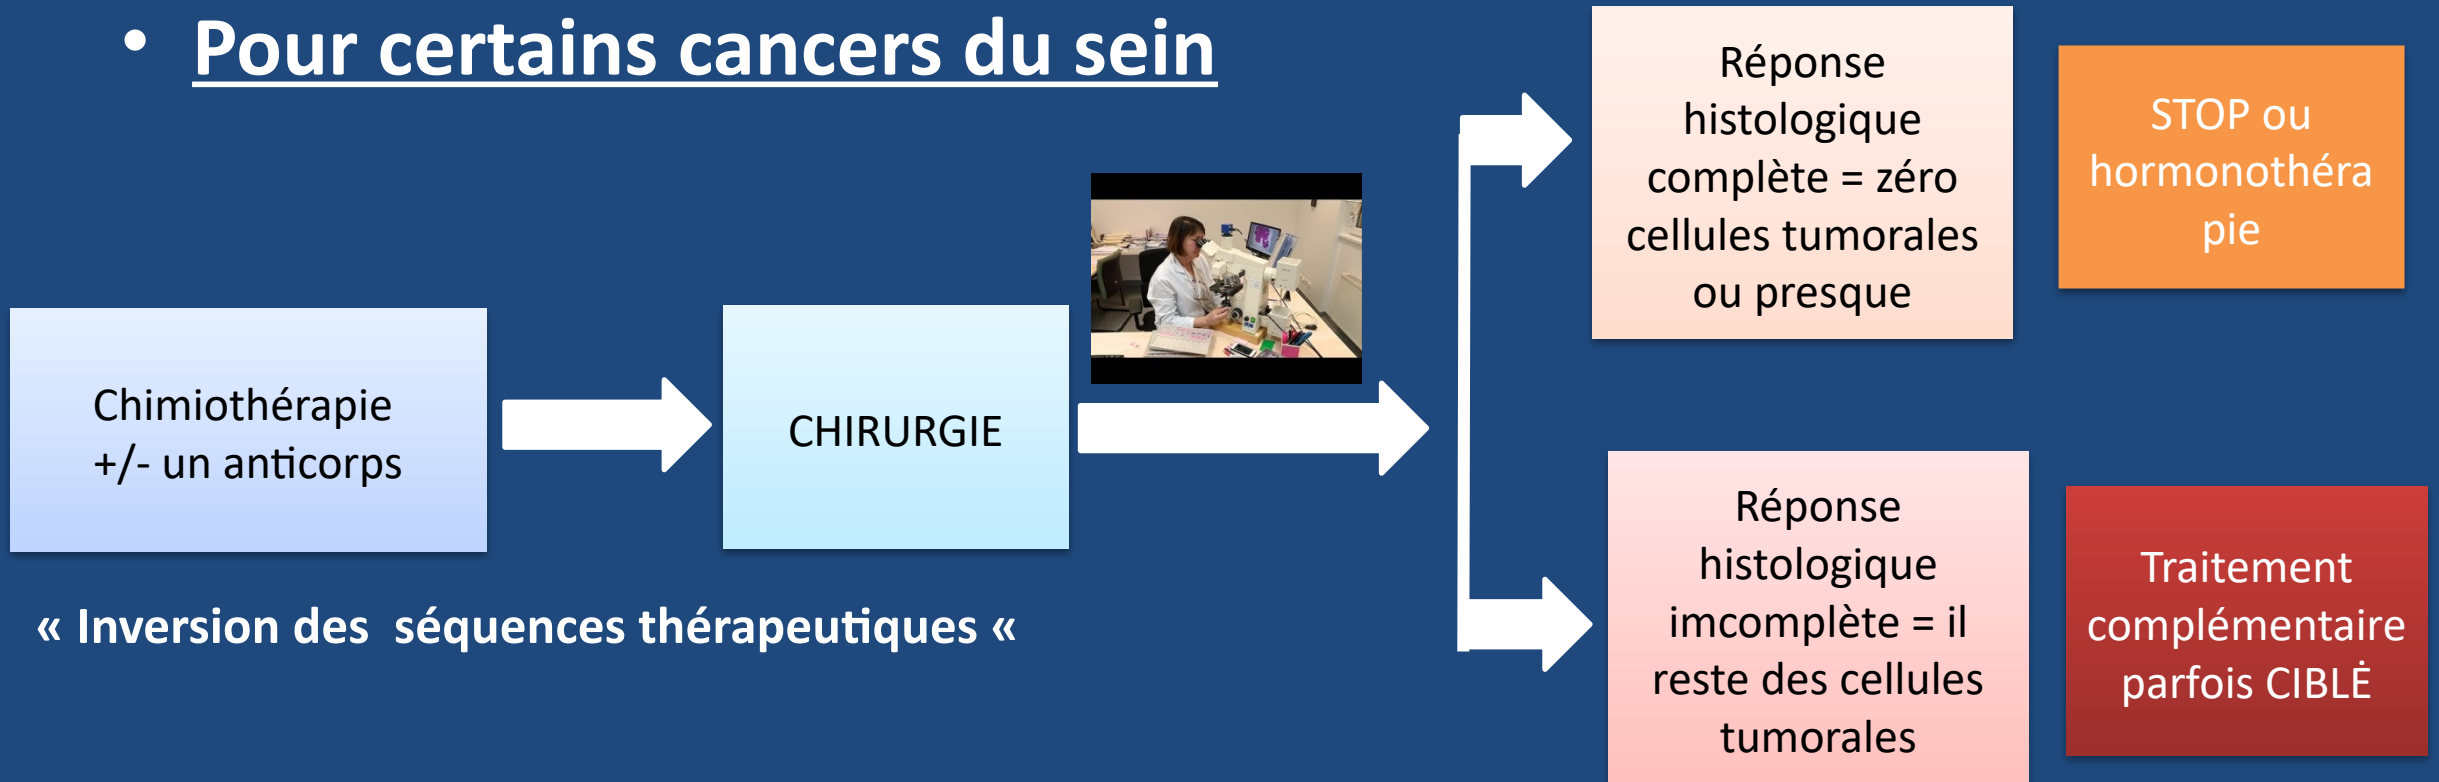 • Pour certains cancers du sein
Chimiothérapie
+/- un anticorps
« Inversion des  séquences thérapeutiques «
CHIRURGIE
Réponse
histologique
complète = zéro
cellules tumorales
ou presque
STOP ou
hormonothéra
pie
Réponse
histologique
imcomplète = il
reste des cellules
tumorales
Traitement
complémentaire
parfois CIBLĖ